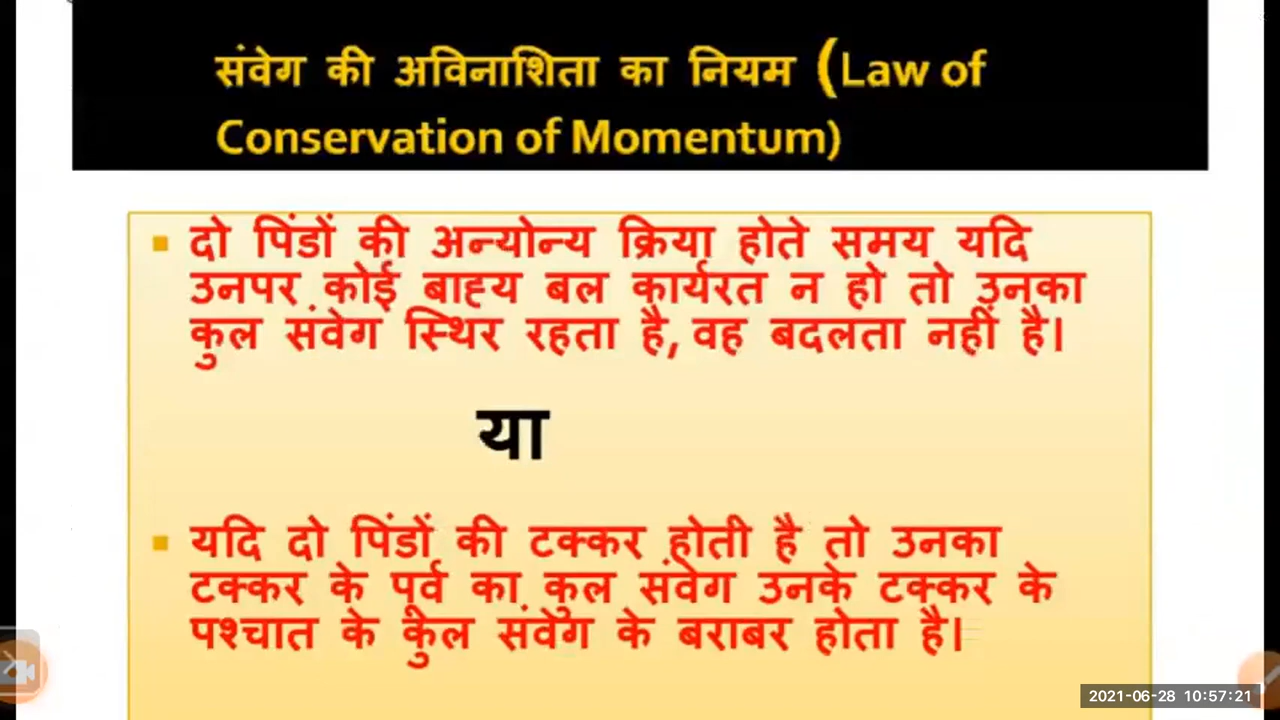 संवेग की अविनाशिता का नियम (Law of
Conservation of Momentum)
दो पिंडों की अन्योन्य क्रिया होते समय यदि
उनपर कोई बाह्य बल कार्यरत न हो तो उनका
कुल संवेग स्थिर रहता है, वह बदलता नहीं है।
या
यदि दो पिंडों की टक्कर होती है तो उनका
टक्कर के पूर्व का कुल संवेग उनके टक्कर के
पश्चात के कुल संवेग के बराबर होता है।
2021-06-28 10:57:21